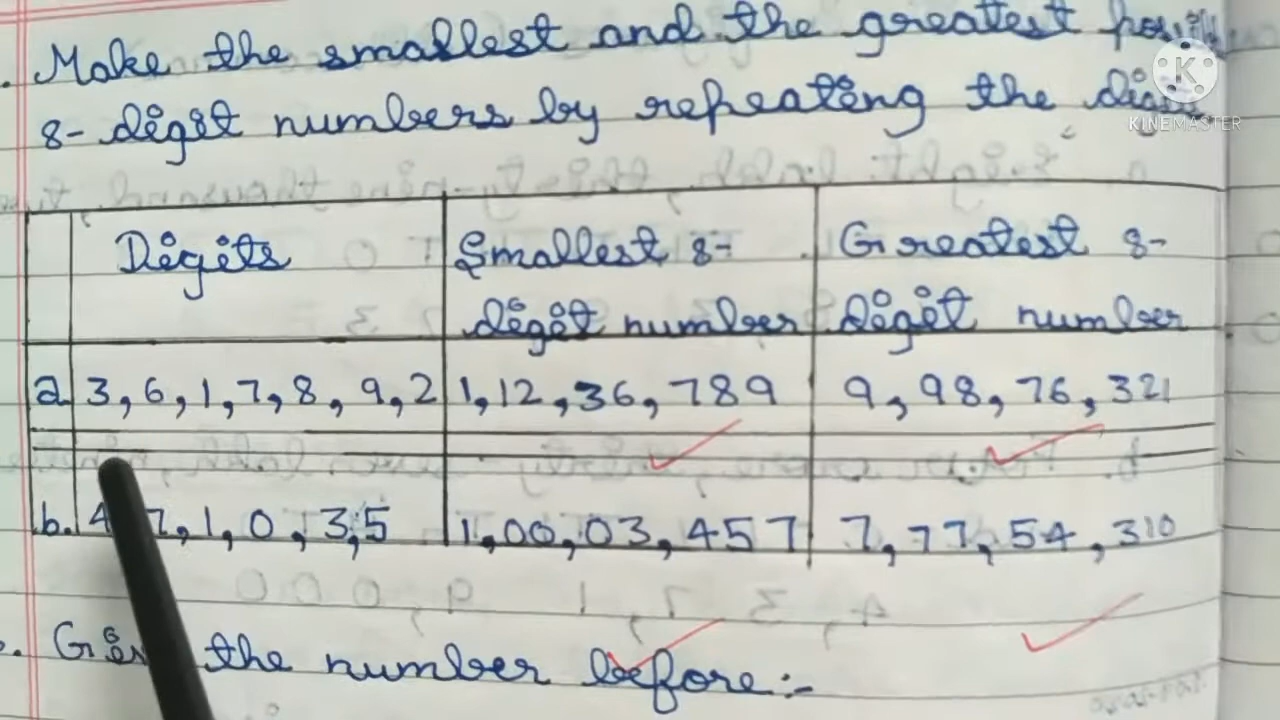 Make the smallest and the greatest
8-digit numbers by repeating the
KINEMASTER
Digits Smallest 8- Greatest 8-
digit number digit number
a. 3,6,1,7,8,9,2 1,12,36,789 9,98,76,321
b. 4 7,1,0,3,5 1,00,03,457 7,77,54,310
the number before:-